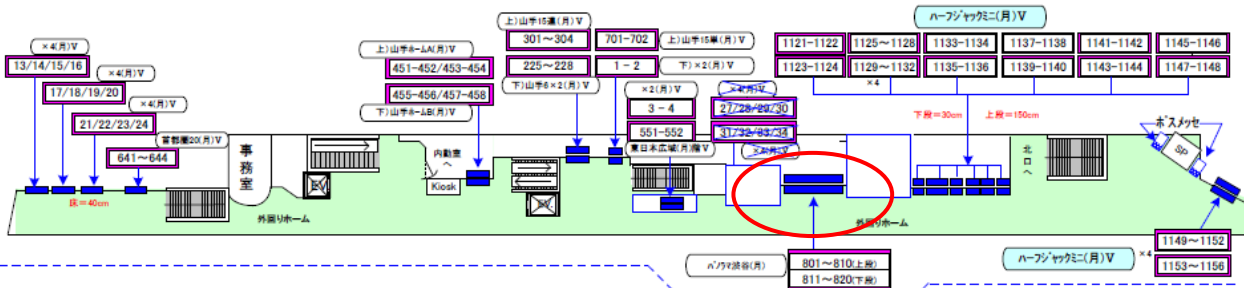 ×4(月)V
13/14/15/16
×4(月)V
17/18/19/20
×4(月)V
21/22/23/24
首都圏20(月)V
641～644
床=40cm
事務室
EV
外回りホーム
上)山手ホームA(月)V
451-452/453-454
455-456/457-458
下)山手ホームB(月)V
内勤室へ
Kiosk
EV
上)山手15連(月)V
301～304
225～228
下)山手6×2(月)V
701-702
上)山手15単(月)V
1-2
下)×2(月)V
×2(月)V
3-4
551-552
東日本広域(月)階V
×4(月)V
27/28/29/30
31/32/33/34
×4(月)V
ハーフジャックミニ(月)V
1121-1122
1125～1128
1133-1134
1137-1138
1141-1142
1145-1146
1123-1124
1129～1132
1135-1136
1139-1140
1143-1144
1147-1148
×4
下段=30cm
上段=150cm
北口へ
ボスメッセ
SP
外回りホーム
パノラマ渋谷(月)
801～810(上段)
811～820(下段)
ハーフジャックミニ(月)V
×4
1149～1152
1153～1156